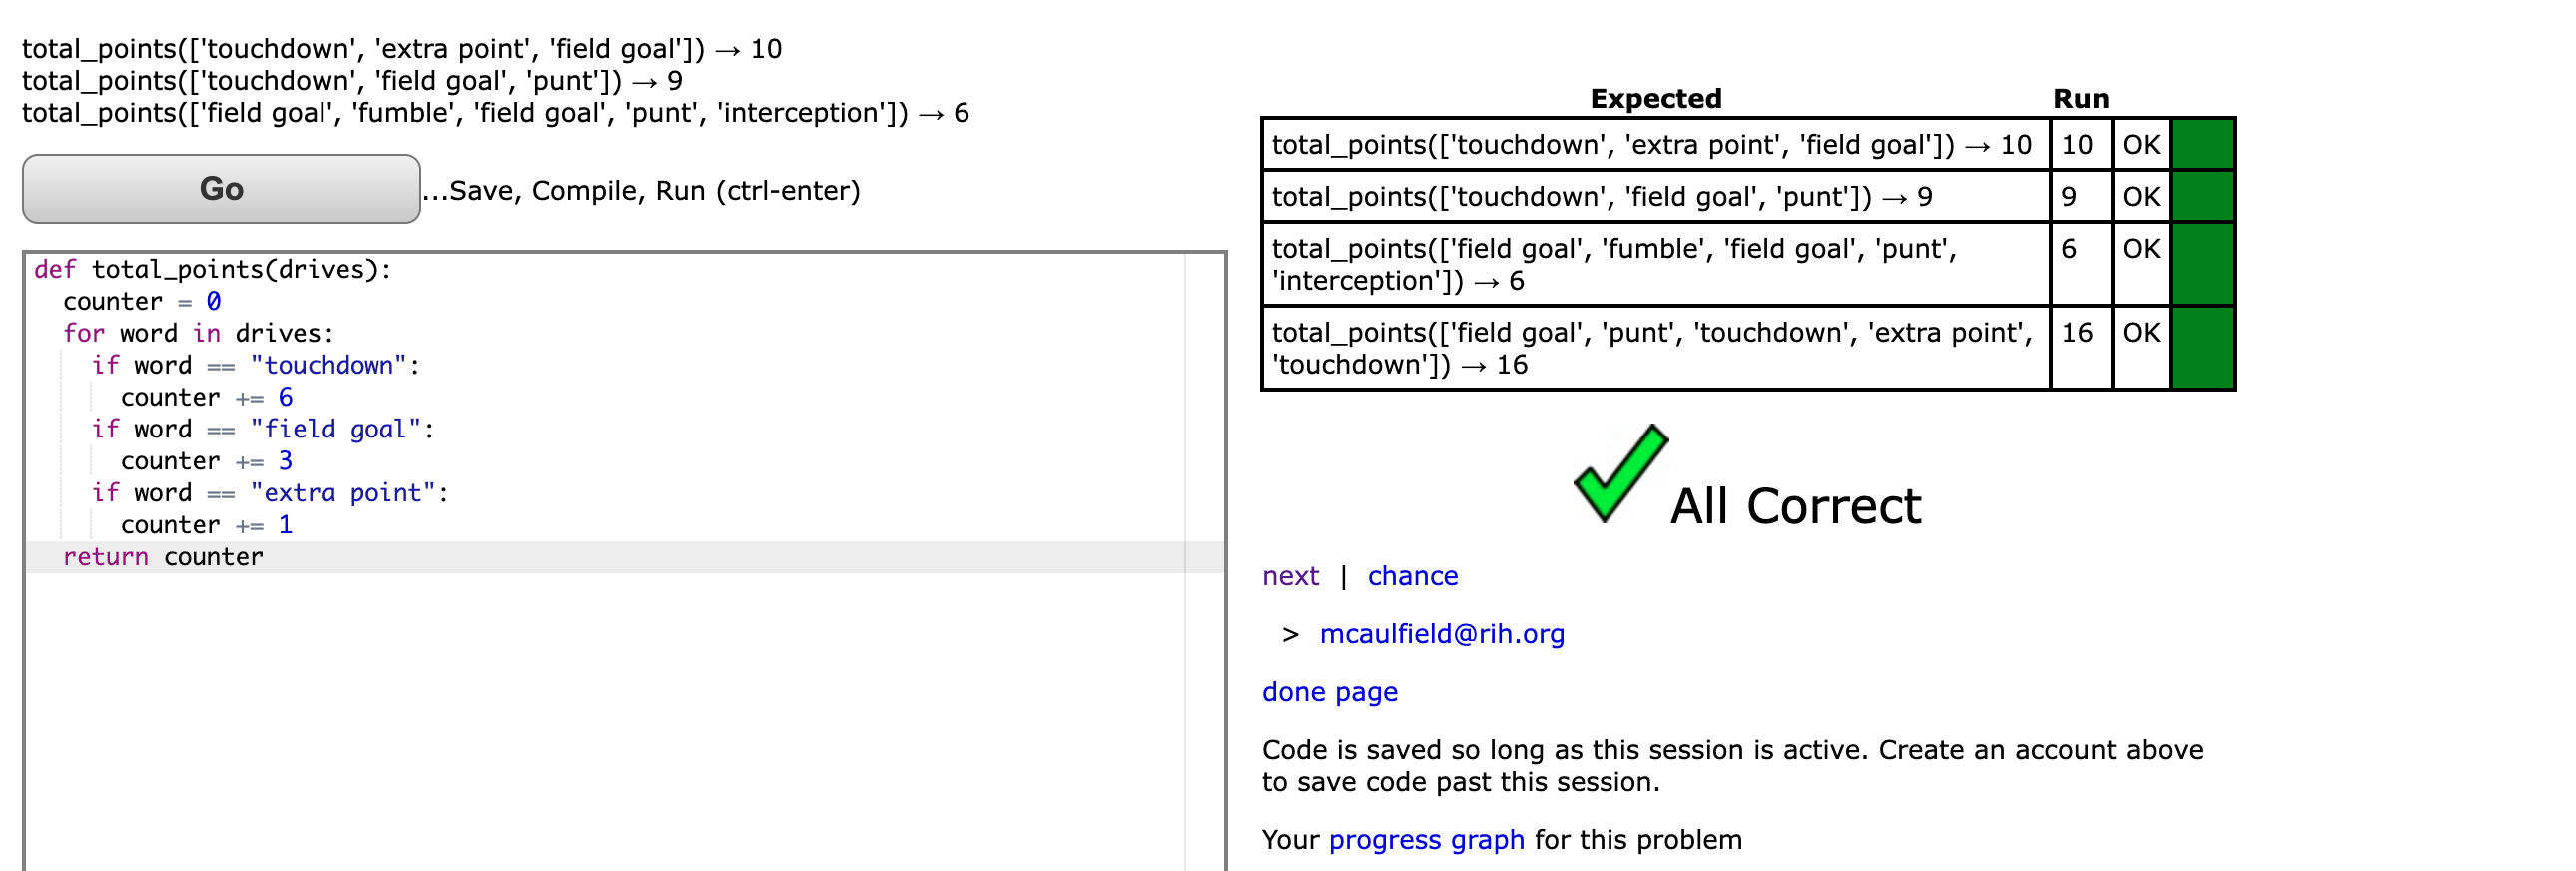 total_points(['touchdown', 'extra point', 'field goal']) → 10
total_points(['touchdown', 'field goal', 'punt']) → 9
total_points(['field goal', 'fumble', 'field goal', 'punt', 'interception']) → 6
Go ...Save, Compile, Run (ctrl-enter)
def total_points(drives):
  counter = 0
  for word in drives:
    if word == "touchdown":
      counter += 6
    if word == "field goal":
      counter += 3
    if word == "extra point":
      counter += 1
  return counter
Expected Run
total_points(['touchdown', 'extra point', 'field goal']) → 10 10 OK
total_points(['touchdown', 'field goal', 'punt']) → 9 9 OK
total_points(['field goal', 'fumble', 'field goal', 'punt', 6 OK
'interception']) → 6
total_points(['field goal', 'punt', 'touchdown', 'extra point', 16 OK
'touchdown']) → 16
All Correct
next | chance
> mcaulfield@rih.org
done page
Code is saved so long as this session is active. Create an account above
to save code past this session.
Your progress graph for this problem